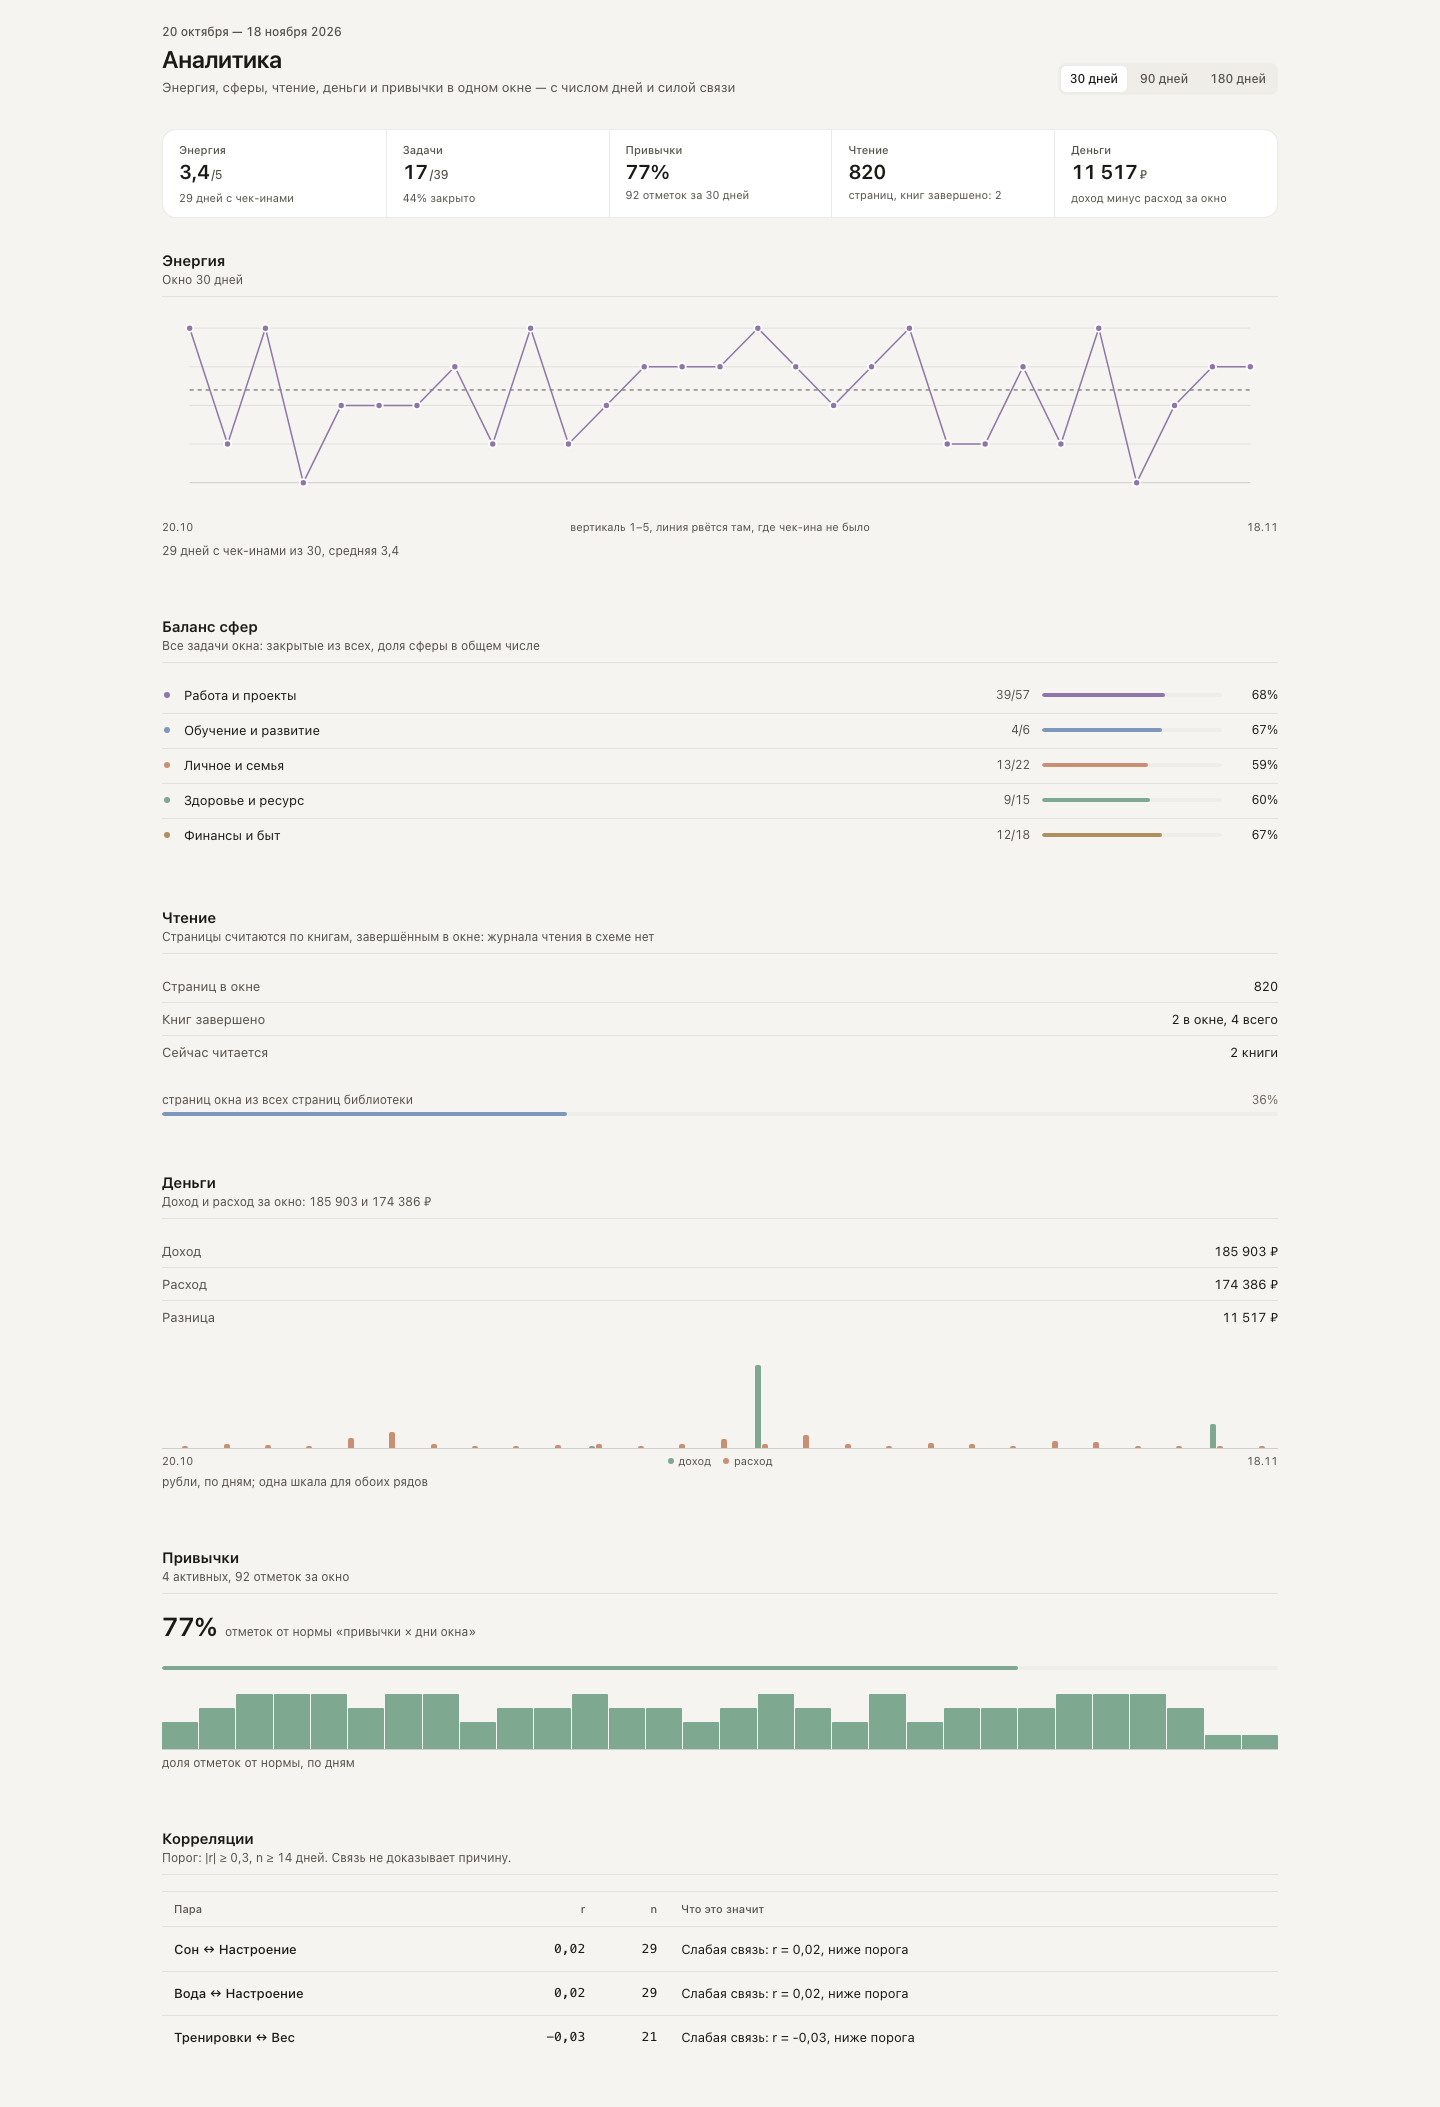 20 октября — 18 ноября 2026
Аналитика
Энергия, сферы, чтение, деньги и привычки в одном окне — с числом дней и силой связи
30 дней 90 дней 180 дней
Энергия
3,4/5
29 дней с чек-инами
Задачи
17/39
44% закрыто
Привычки
77%
92 отметок за 30 дней
Чтение
820
страниц, книг завершено: 2
Деньги
11 517 ₽
доход минус расход за окно
Энергия
Окно 30 дней
20.10 вертикаль 1–5, линия рвётся там, где чек-ина не было 18.11
29 дней с чек-инами из 30, средняя 3,4
Баланс сфер
Все задачи окна: закрытые из всех, доля сферы в общем числе
Работа и проекты 39/57 68%
Обучение и развитие 4/6 67%
Личное и семья 13/22 59%
Здоровье и ресурс 9/15 60%
Финансы и быт 12/18 67%
Чтение
Страницы считаются по книгам, завершённым в окне: журнала чтения в схеме нет
Страниц в окне 820
Книг завершено 2 в окне, 4 всего
Сейчас читается 2 книги
страниц окна из всех страниц библиотеки 36%
Деньги
Доход и расход за окно: 185 903 и 174 386 ₽
Доход 185 903 ₽
Расход 174 386 ₽
Разница 11 517 ₽
20.10 доход расход 18.11
рубли, по дням; одна шкала для обоих рядов
Привычки
4 активных, 92 отметок за окно
77% отметок от нормы «привычки × дни окна»
доля отметок от нормы, по дням
Корреляции
Порог: |r| ≥ 0,3, n ≥ 14 дней. Связь не доказывает причину.
Пара r n Что это значит
Сон ↔ Настроение 0,02 29 Слабая связь: r = 0,02, ниже порога
Вода ↔ Настроение 0,02 29 Слабая связь: r = 0,02, ниже порога
Тренировки ↔ Вес −0,03 21 Слабая связь: r = -0,03, ниже порога